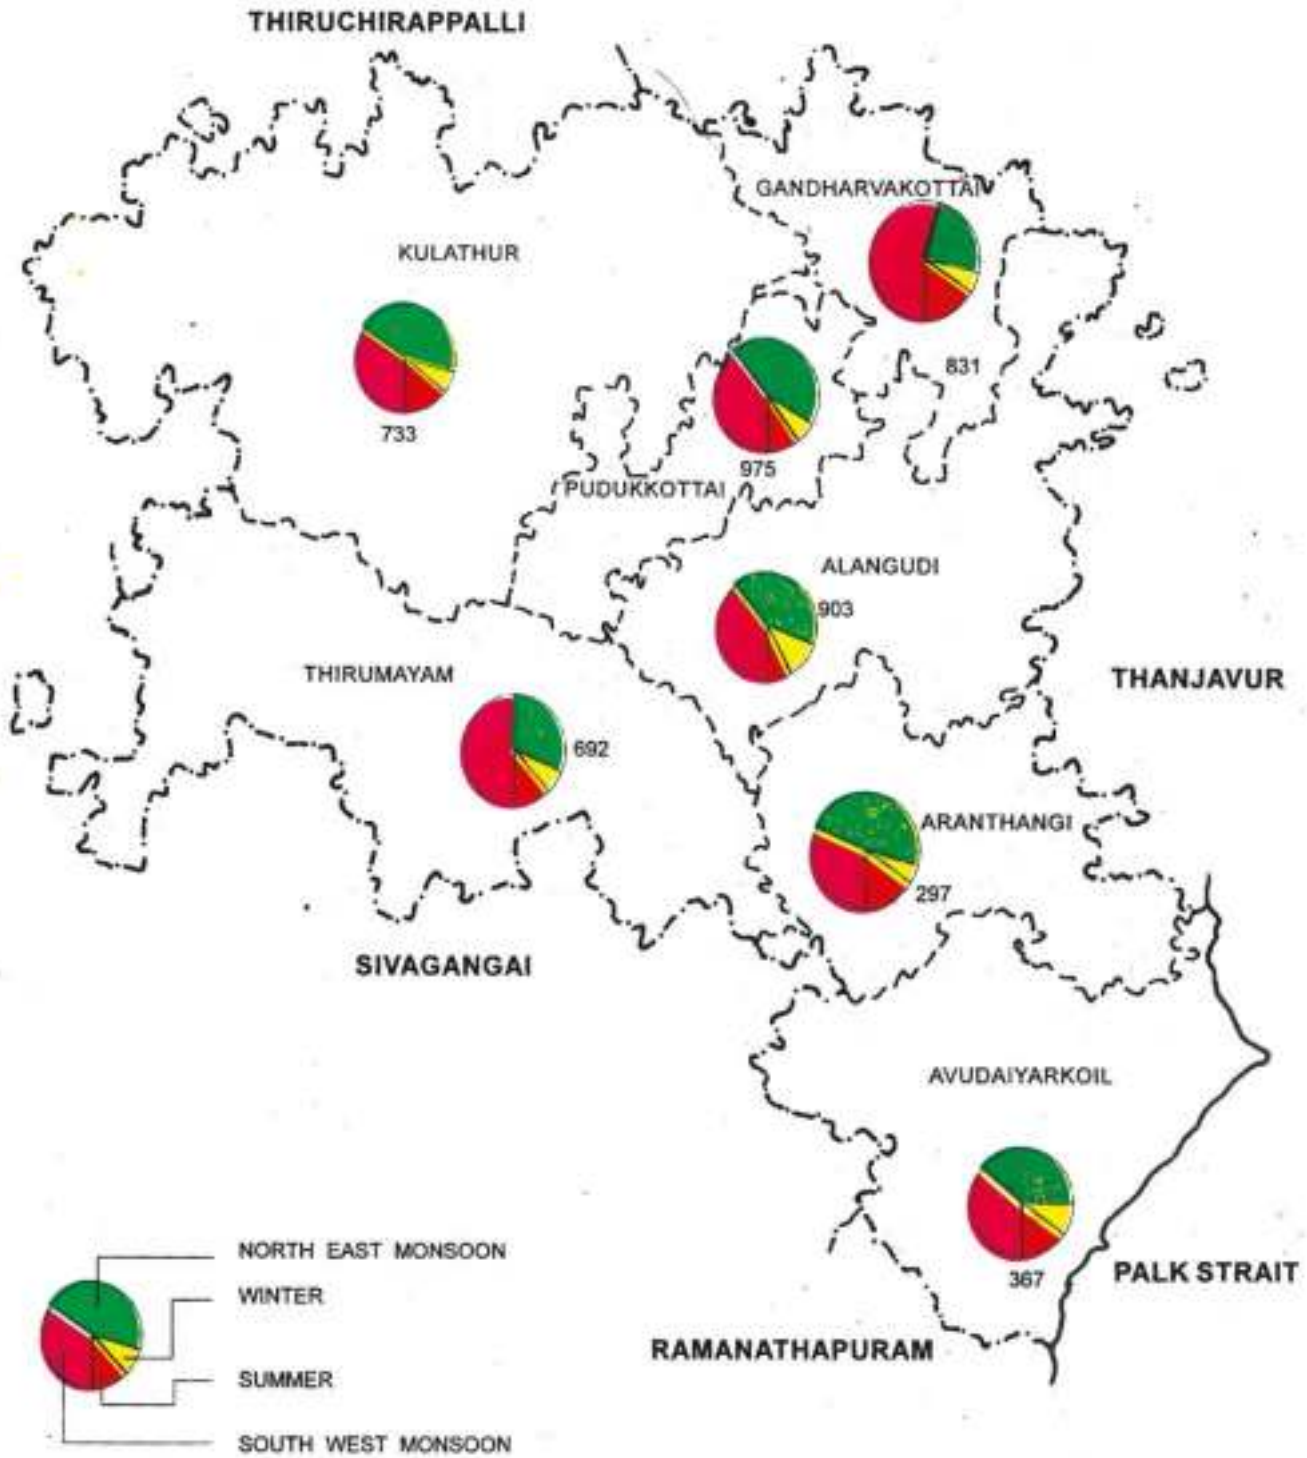 THIRUCHIRAPPALLI
GANDHARVAKOTTAI
KULATHUR
831
733
975
PUDUKKOTTAI
ALANGUDI
903
THIRUMAYAM
THANJAVUR
692
ARANTHANGI
297
SIVAGANGAI
AVUDAIYARKOIL
367
PALK STRAIT
RAMANATHAPURAM
NORTH EAST MONSOON
WINTER
SUMMER
SOUTH WEST MONSOON